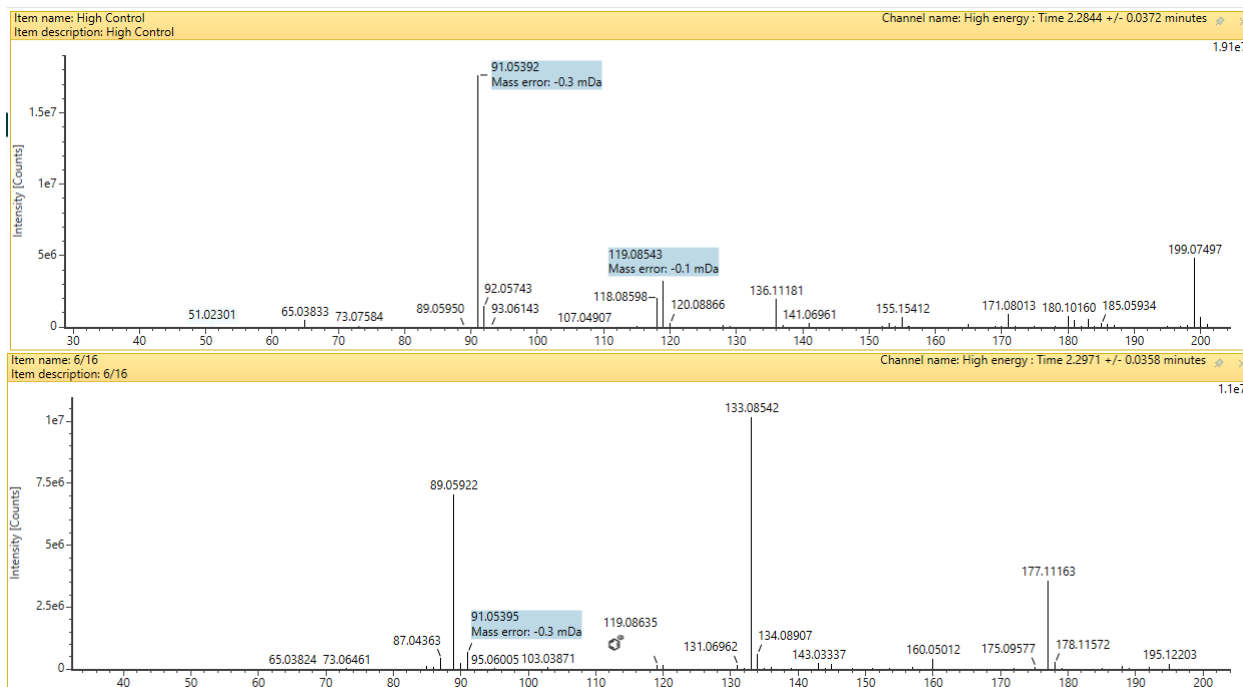 Item name: High Control
Channel name: High energy : Time 2.2844 +/- 0.0372 minutes
Item description: High Control
1.91e7
91.05392
Mass error: -0.3 mDa
1.5e7
1e7
5e6
0
Intensity [Counts]
119.08543
Mass error: -0.1 mDa
199.07497
51.02301
65.03833
73.07584
89.05950
92.05743
93.06143
107.04907
118.08598
120.08866
136.11181
141.06961
155.15412
171.08013
180.10160
185.05934
30 40 50 60 70 80 90 100 110 120 130 140 150 160 170 180 190 200
Item name: 6/16
Channel name: High energy : Time 2.2971 +/- 0.0358 minutes
Item description: 6/16
1.1e7
133.08542
1e7
7.5e6
5e6
2.5e6
0
Intensity [Counts]
89.05922
177.11163
91.05395
Mass error: -0.3 mDa
119.08635
65.03824
73.06461
87.04363
95.06005
103.03871
131.06962
134.08907
143.03337
160.05012
175.09577
178.11572
195.12203
40 50 60 70 80 90 100 110 120 130 140 150 160 170 180 190 200